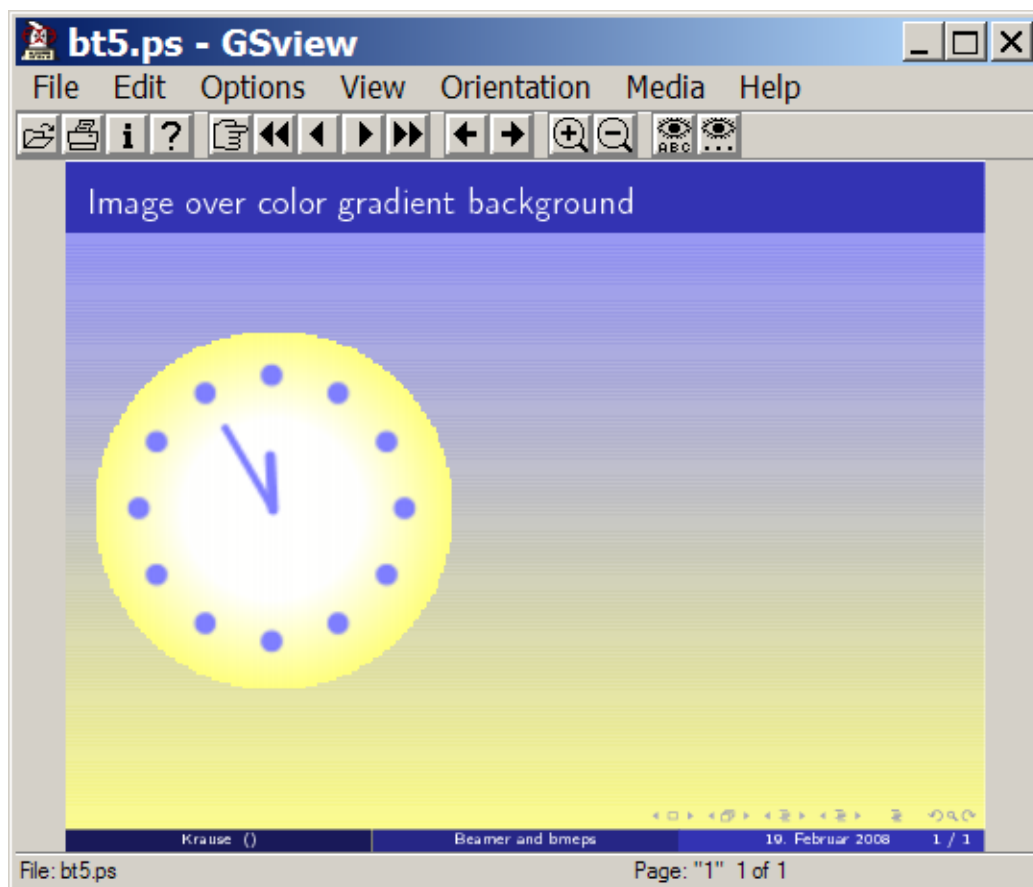 bt5.ps - GSview
File Edit Options View Orientation Media Help
i ? ABC
Image over color gradient background
Krause () Beamer and bmeps 19. Februar 2008 1 / 1
File: bt5.ps Page: "1" 1 of 1